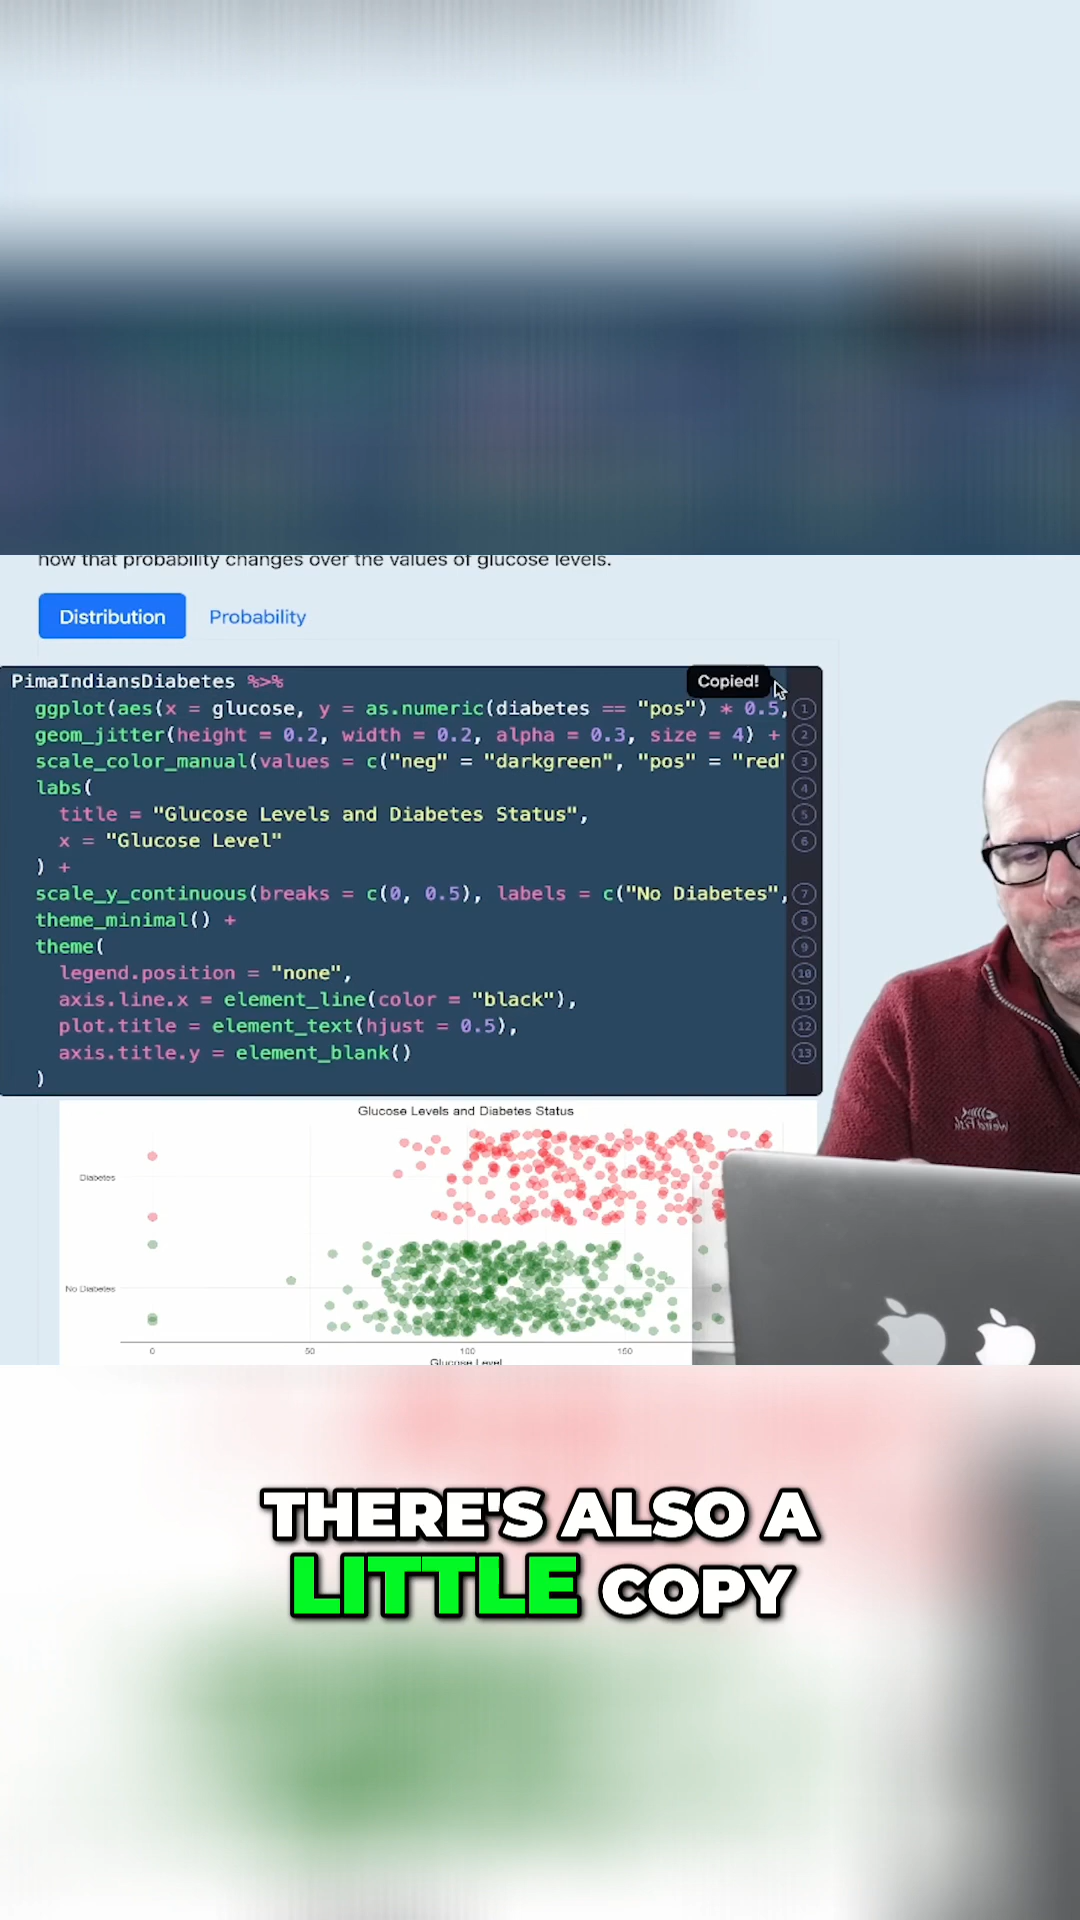 how that probability changes over the values of glucose levels.
Distribution
Probability
PimaIndiansDiabetes %>%
Copied!
ggplot(aes(x = glucose, y = as.numeric(diabetes == "pos") * 0.5,
1
geom_jitter(height = 0.2, width = 0.2, alpha = 0.3, size = 4) +
2
scale_color_manual(values = c("neg" = "darkgreen", "pos" = "red"
3
labs(
4
title = "Glucose Levels and Diabetes Status",
5
x = "Glucose Level"
6
) +
scale_y_continuous(breaks = c(0, 0.5), labels = c("No Diabetes",
7
theme_minimal() +
8
theme(
9
legend.position = "none",
10
axis.line.x = element_line(color = "black"),
11
plot.title = element_text(hjust = 0.5),
12
axis.title.y = element_blank()
13
)
Glucose Levels and Diabetes Status
Diabetes
No Diabetes
0
50
100
150
Glucose Level
THERE'S ALSO A
LITTLE COPY